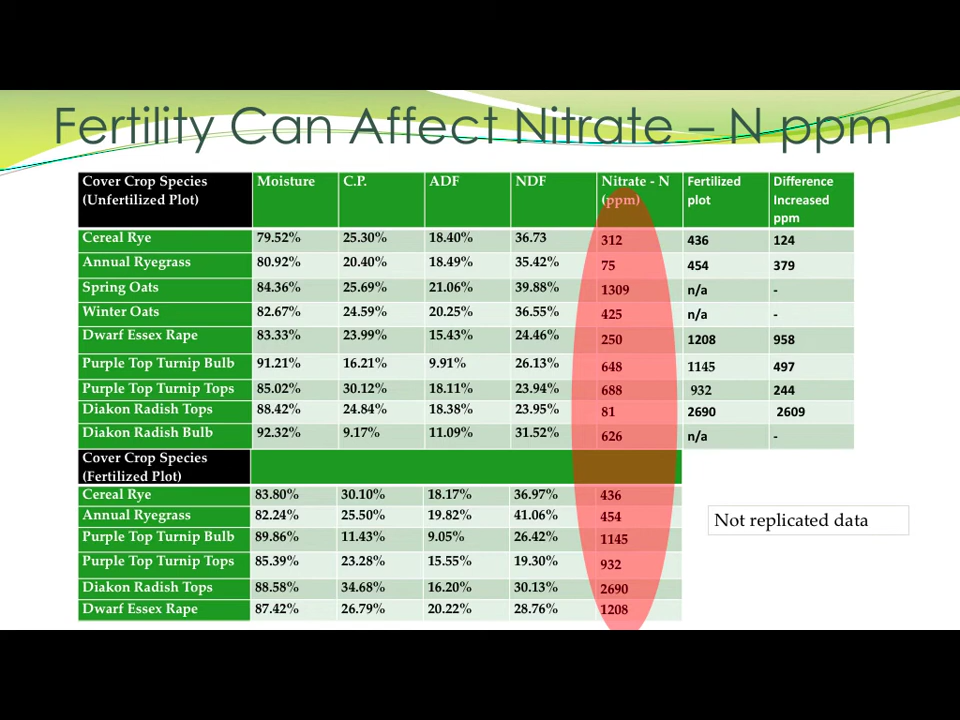 Fertility Can Affect Nitrate – N ppm
Cover Crop Species (Unfertilized Plot) Moisture C.P. ADF NDF Nitrate - N (ppm) Fertilized plot Difference Increased ppm
Cereal Rye 79.52% 25.30% 18.40% 36.73 312 436 124
Annual Ryegrass 80.92% 20.40% 18.49% 35.42% 75 454 379
Spring Oats 84.36% 25.69% 21.06% 39.88% 1309 n/a -
Winter Oats 82.67% 24.59% 20.25% 36.55% 425 n/a -
Dwarf Essex Rape 83.33% 23.99% 15.43% 24.46% 250 1208 958
Purple Top Turnip Bulb 91.21% 16.21% 9.91% 26.13% 648 1145 497
Purple Top Turnip Tops 85.02% 30.12% 18.11% 23.94% 688 932 244
Diakon Radish Tops 88.42% 24.84% 18.38% 23.95% 81 2690 2609
Diakon Radish Bulb 92.32% 9.17% 11.09% 31.52% 626 n/a -
Cover Crop Species
(Fertilized Plot)
Cereal Rye 83.80% 30.10% 18.17% 36.97% 436
Annual Ryegrass 82.24% 25.50% 19.82% 41.06% 454
Purple Top Turnip Bulb 89.86% 11.43% 9.05% 26.42% 1145
Purple Top Turnip Tops 85.39% 23.28% 15.55% 19.30% 932
Diakon Radish Tops 88.58% 34.68% 16.20% 30.13% 2690
Dwarf Essex Rape 87.42% 26.79% 20.22% 28.76% 1208
Not replicated data